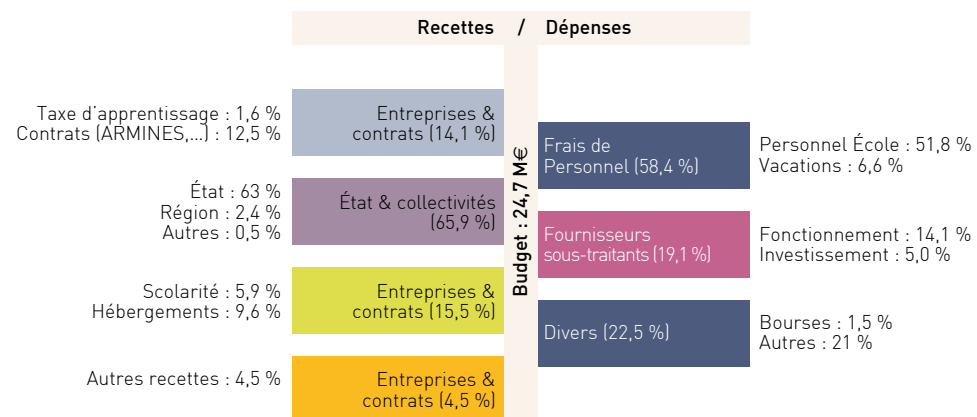 Recettes / Dépenses
Taxe d'apprentissage : 1,6 %
Contrats (ARMINES,...) : 12,5 %
Entreprises &
contrats (14,1 %)
État : 63 %
Région : 2,4 %
Autres : 0,5 %
État & collectivités
(65,9 %)
Scolarité : 5,9 %
Hébergements : 9,6 %
Entreprises &
contrats (15,5 %)
Autres recettes : 4,5 %
Entreprises &
contrats (4,5 %)
Budget : 24,7 M€
Frais de
Personnel (58,4 %)
Personnel École : 51,8 %
Vacations : 6,6 %
Fournisseurs
sous-traitants (19,1 %)
Fonctionnement : 14,1 %
Investissement : 5,0 %
Divers (22,5 %)
Bourses : 1,5 %
Autres : 21 %